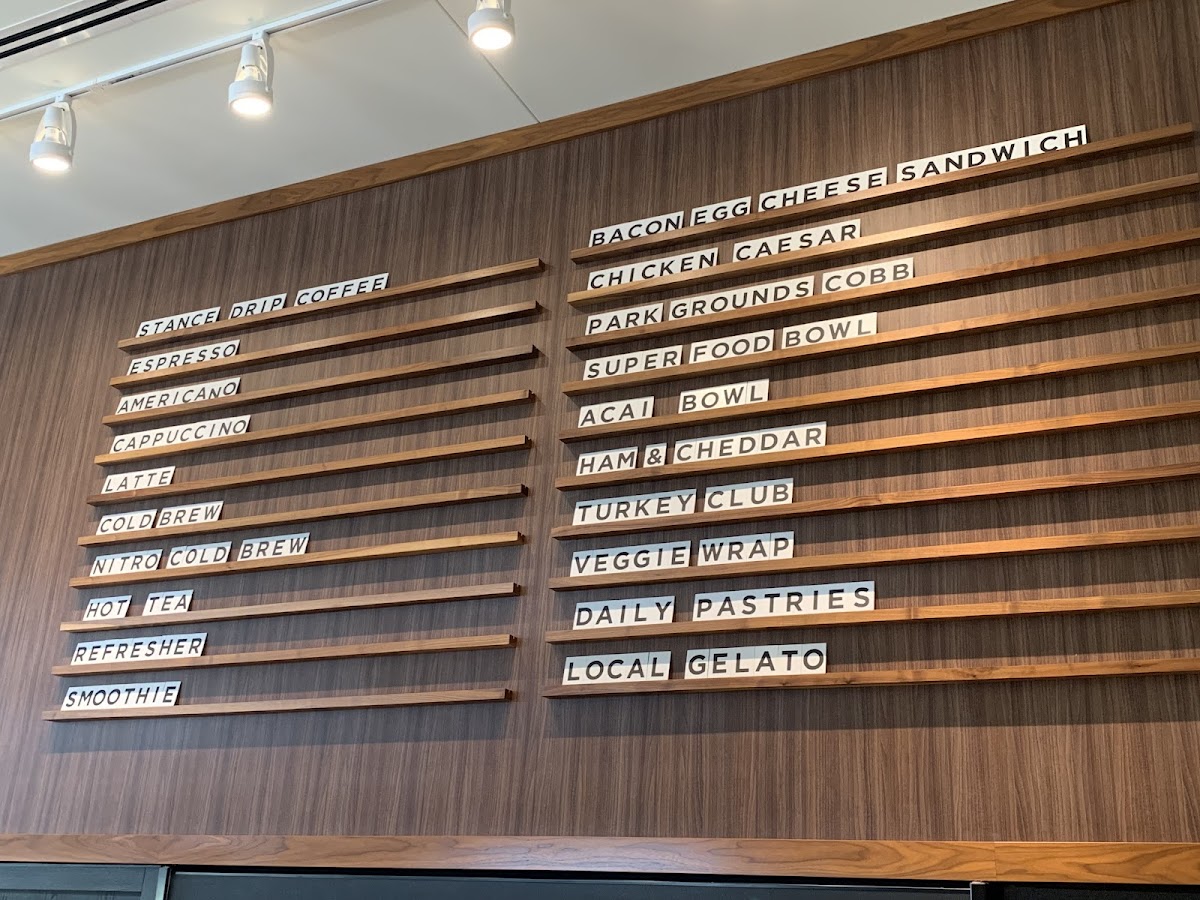 STANCE DRIP COFFEE
ESPRESSO
AMERICANO
CAPPUCCINO
LATTE
COLD BREW
NITRO COLD BREW
HOT TEA
REFRESHER
SMOOTHIE
BACON EGG CHEESE SANDWICH
CHICKEN CAESAR
PARK GROUNDS COBB
SUPER FOOD BOWL
ACAI BOWL
HAM & CHEDDAR
TURKEY CLUB
VEGGIE WRAP
DAILY PASTRIES
LOCAL GELATO